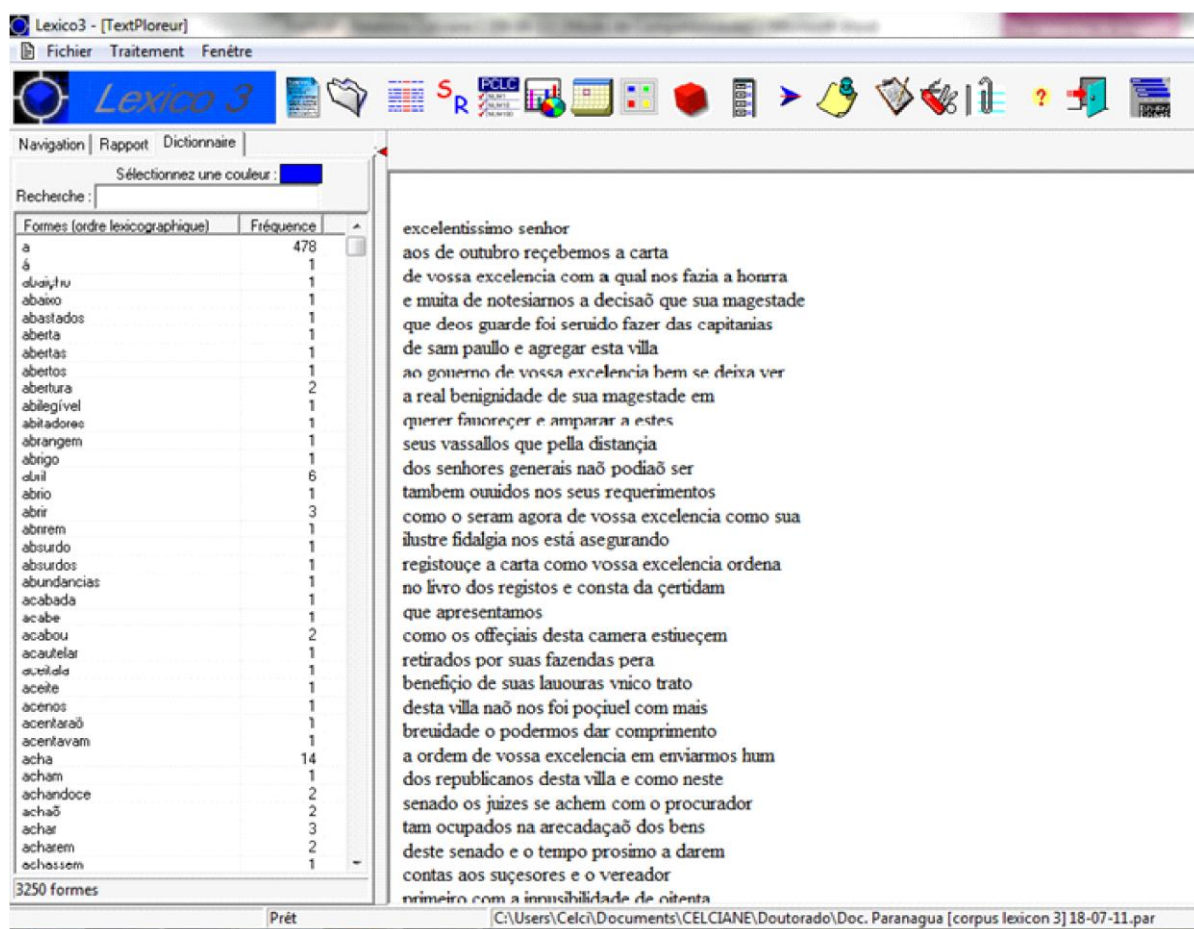 Lexico3 - [TextPloreur]
Fichier Traitement Fenêtre
Lexico 3
S R
PCLC
NUM1
NUM10
NUM100
?
Navigation Rapport Dictionnaire
Sélectionnez une couleur :
Recherche :
Formes (ordre lexicographique) Fréquence
a 478
á 1
1
abaixo 1
abastados 1
aberta 1
abertas 1
abertos 1
abertura 2
abilegível 1
abitadores 1
abrangem 1
abrigo 1
abril 6
abrio 1
abrir 3
abrirem 1
absurdo 1
absurdos 1
abundancias 1
acabada 1
acabe 1
acabou 2
acautelar 1
aceitala 1
aceite 1
acenos 1
acentaraõ 1
acentavam 1
acha 14
acham 1
achandoce 2
achaõ 2
achar 3
acharem 2
achassem 1
3250 formes
excelentissimo senhor
aos de outubro reçebemos a carta
de vossa excelencia com a qual nos fazia a honrra
e muita de notesiarnos a decisaõ que sua magestade
que deos guarde foi seruido fazer das capitanias
de sam paullo e agregar esta villa
ao gouerno de vossa excelencia bem se deixa ver
a real benignidade de sua magestade em
querer fauoreçer e amparar a estes
seus vassallos que pella distançia
dos senhores generais naõ podiaõ ser
tambem ouuidos nos seus requerimentos
como o seram agora de vossa excelencia como sua
ilustre fidalgia nos está asegurando
registouçe a carta como vossa excelencia ordena
no livro dos registos e consta da çertidam
que apresentamos
como os offeçiais desta camera estiueçem
retirados por suas fazendas pera
benefiçio de suas lauouras vnico trato
desta villa naõ nos foi poçiuel com mais
breuidade o podermos dar comprimento
a ordem de vossa excelencia em enviarmos hum
dos republicanos desta villa e como neste
senado os juizes se achem com o procurador
tam ocupados na arecadaçaõ dos bens
deste senado e o tempo prosimo a darem
contas aos suçesores e o vereador
primeiro com a inpusibilidade de oitenta
Prêt C:\Users\Celci\Documents\CELCIANE\Doutorado\Doc. Paranagua [corpus lexicon 3] 18-07-11.par